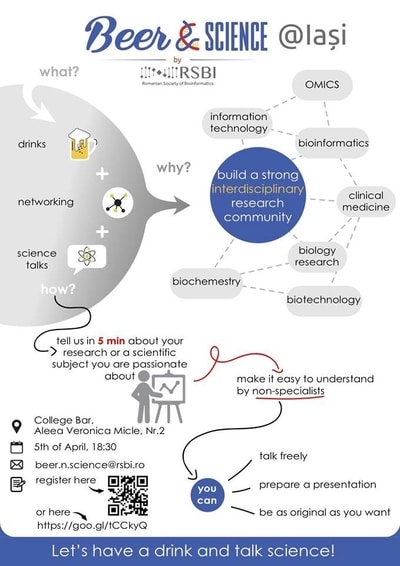 Beer & SCIENCE @Iași
by
RSBI
Romanian Society of Bioinformatics
what?
drinks
+
networking
+
science
talks
how?
why?
build a strong
interdisciplinary
research
community
OMICS
information
technology
bioinformatics
clinical
medicine
biology
research
biochemestry
biotechnology
tell us in 5 min about your
research or a scientific
subject you are passionate
about
make it easy to understand
by non-specialists
you
can
talk freely
prepare a presentation
be as original as you want
College Bar,
Aleea Veronica Micle, Nr.2
5th of April, 18:30
beer.n.science@rsbi.ro
register here
or here
https://goo.gl/tCCkyQ
Let's have a drink and talk science!